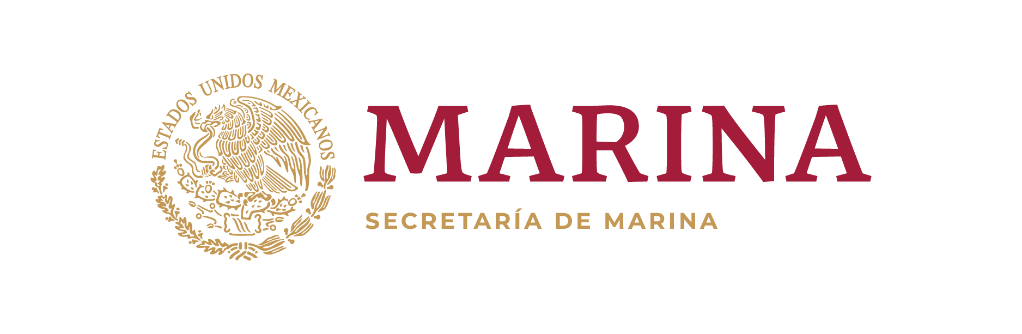 ESTADOS UNIDOS MEXICANOS
MARINA
SECRETARÍA DE MARINA